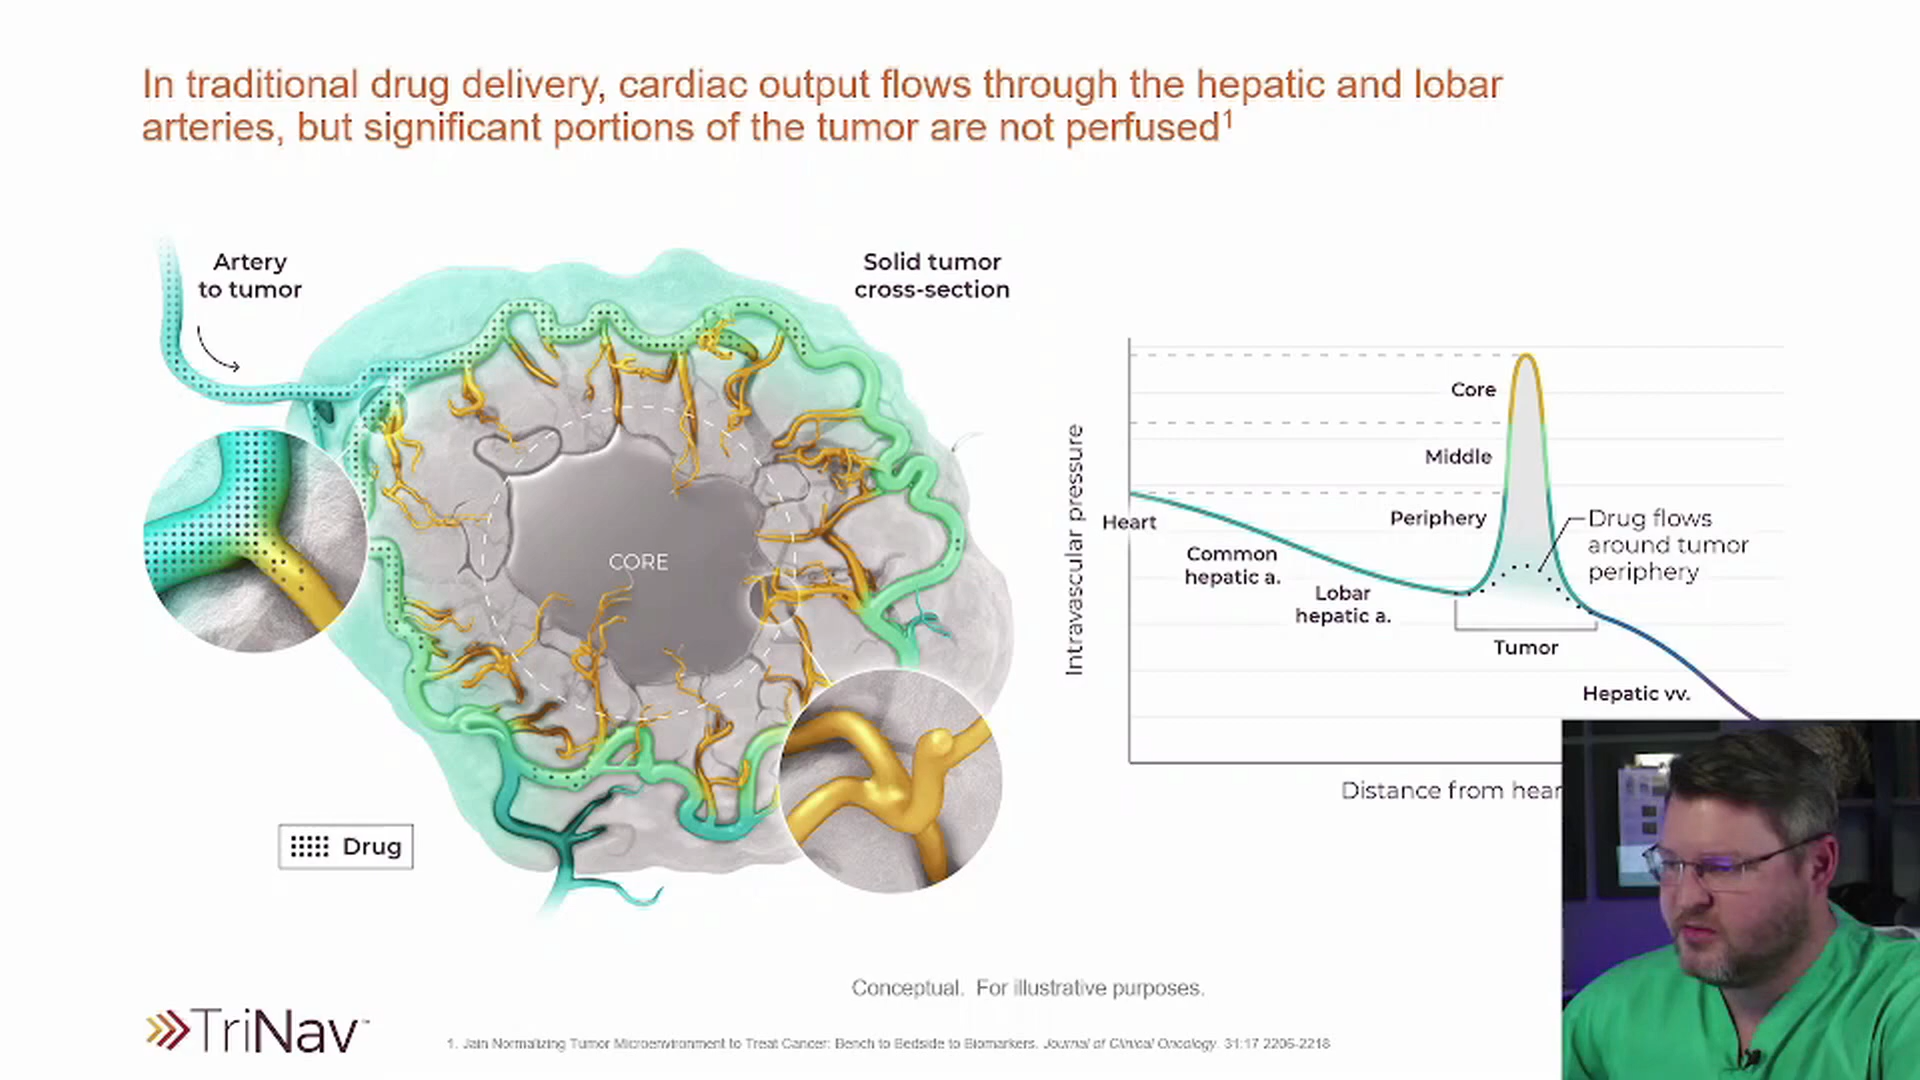 In traditional drug delivery, cardiac output flows through the hepatic and lobar
arteries, but significant portions of the tumor are not perfused1
Artery
to tumor
Solid tumor
cross-section
CORE
Drug
Intravascular pressure
Core
Middle
Periphery
Heart
Common
hepatic a.
Lobar
hepatic a.
Drug flows
around tumor
periphery
Tumor
Hepatic vv.
Distance from hear
Conceptual. For illustrative purposes.
TriNav™
1. Jain Normalizing Tumor Microenvironment to Treat Cancer: Bench to Bedside to Biomarkers. Journal of Clinical Oncology. 31:17 2206-2218